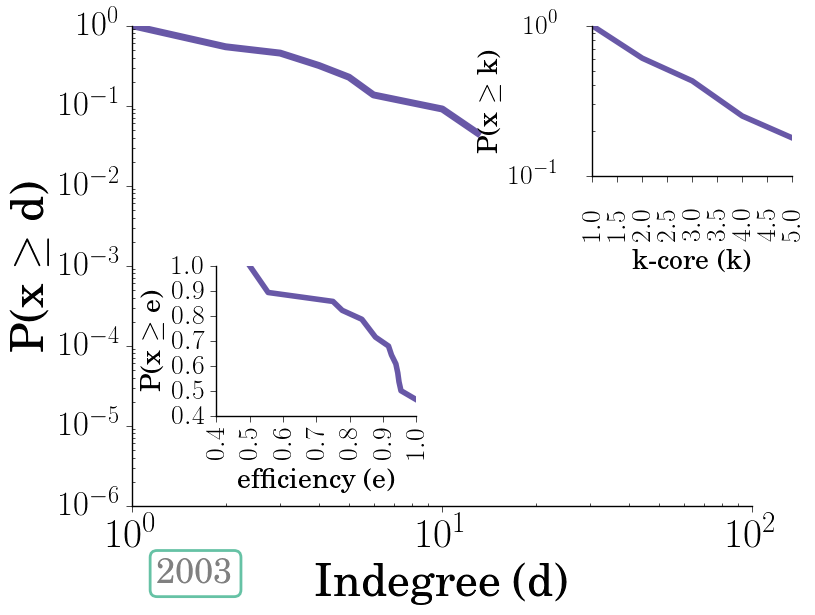 10^0
10^{-1}
10^{-2}
10^{-3}
10^{-4}
10^{-5}
10^{-6}
P(x ≥ d)
10^0 10^1 10^2
Indegree (d)
2003
10^0
10^{-1}
P(x ≥ k)
1.0 1.5 2.0 2.5 3.0 3.5 4.0 4.5 5.0
k-core (k)
1.0
0.9
0.8
0.7
0.6
0.5
0.4
P(x ≥ e)
0.4 0.5 0.6 0.7 0.8 0.9 1.0
efficiency (e)